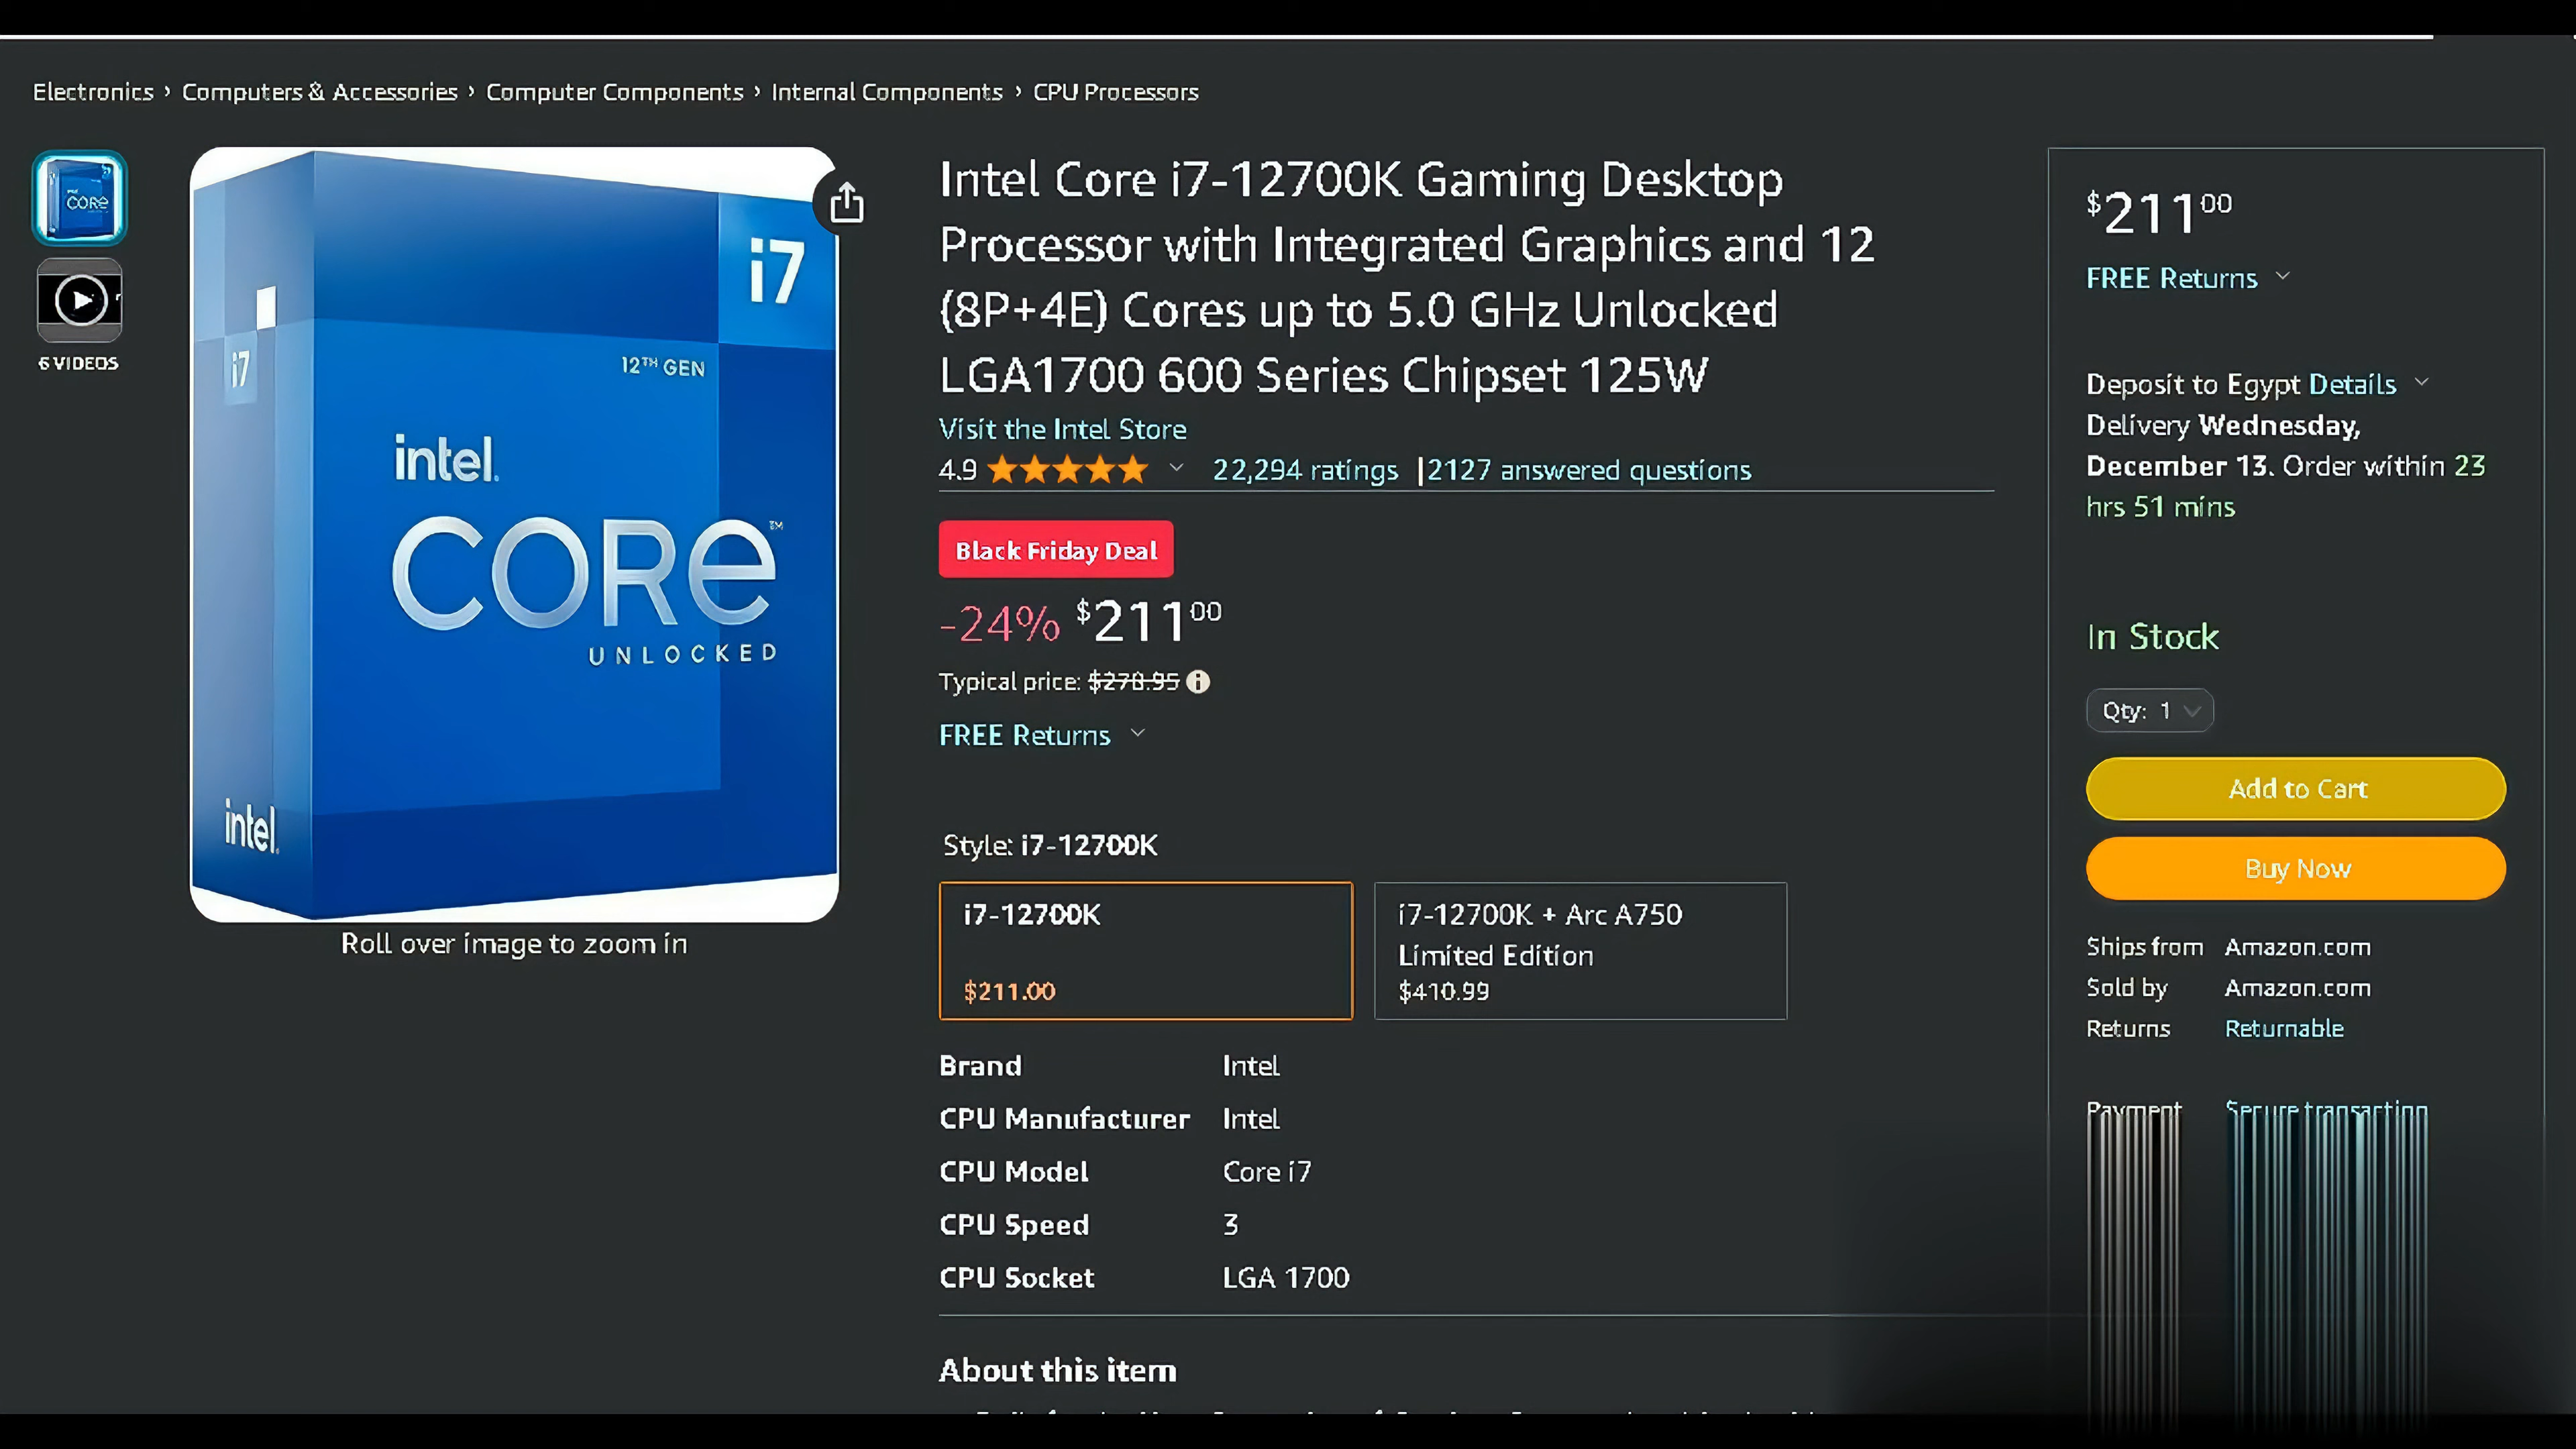 Electronics › Computers & Accessories › Computer Components › Internal Components › CPU Processors
6 VIDEOS
i7
12TH GEN
i7
intel.
CORE™
UNLOCKED
intel.
Roll over image to zoom in
Intel Core i7-12700K Gaming Desktop
Processor with Integrated Graphics and 12
(8P+4E) Cores up to 5.0 GHz Unlocked
LGA1700 600 Series Chipset 125W
Visit the Intel Store
4.9 22,294 ratings |2127 answered questions
Black Friday Deal
-24% $21100
Typical price: $278.95
FREE Returns
Style: i7-12700K
i7-12700K
$211.00
i7-12700K + Arc A750
Limited Edition
$410.99
Brand Intel
CPU Manufacturer Intel
CPU Model Core i7
CPU Speed 3
CPU Socket LGA 1700
About this item
$21100
FREE Returns
Deposit to Egypt Details
Delivery Wednesday,
December 13. Order within 23
hrs 51 mins
In Stock
Qty: 1
Add to Cart
Buy Now
Ships from Amazon.com
Sold by Amazon.com
Returns Returnable
Payment Secure transaction